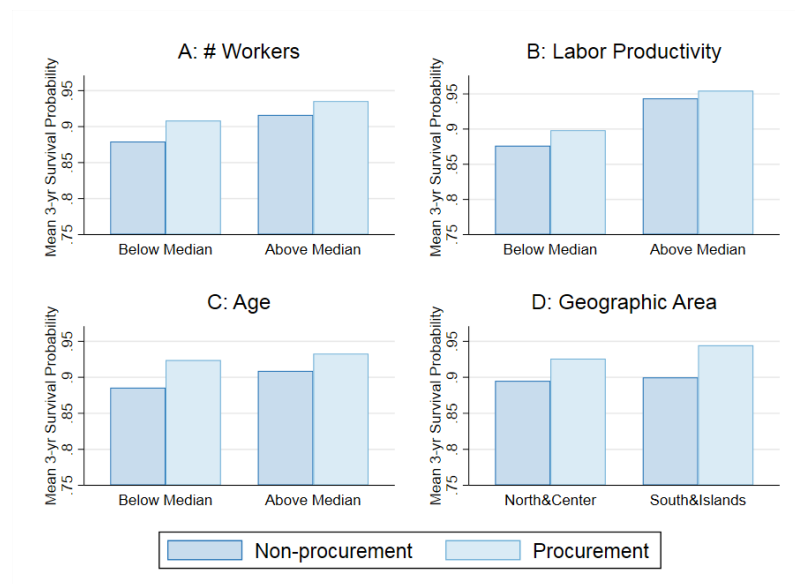 A: # Workers
Mean 3-yr Survival Probability
.75 .8 .85 .9 .95
Below Median Above Median
B: Labor Productivity
Mean 3-yr Survival Probability
.75 .8 .85 .9 .95
Below Median Above Median
C: Age
Mean 3-yr Survival Probability
.75 .8 .85 .9 .95
Below Median Above Median
D: Geographic Area
Mean 3-yr Survival Probability
.75 .8 .85 .9 .95
North&Center South&Islands
Non-procurement Procurement